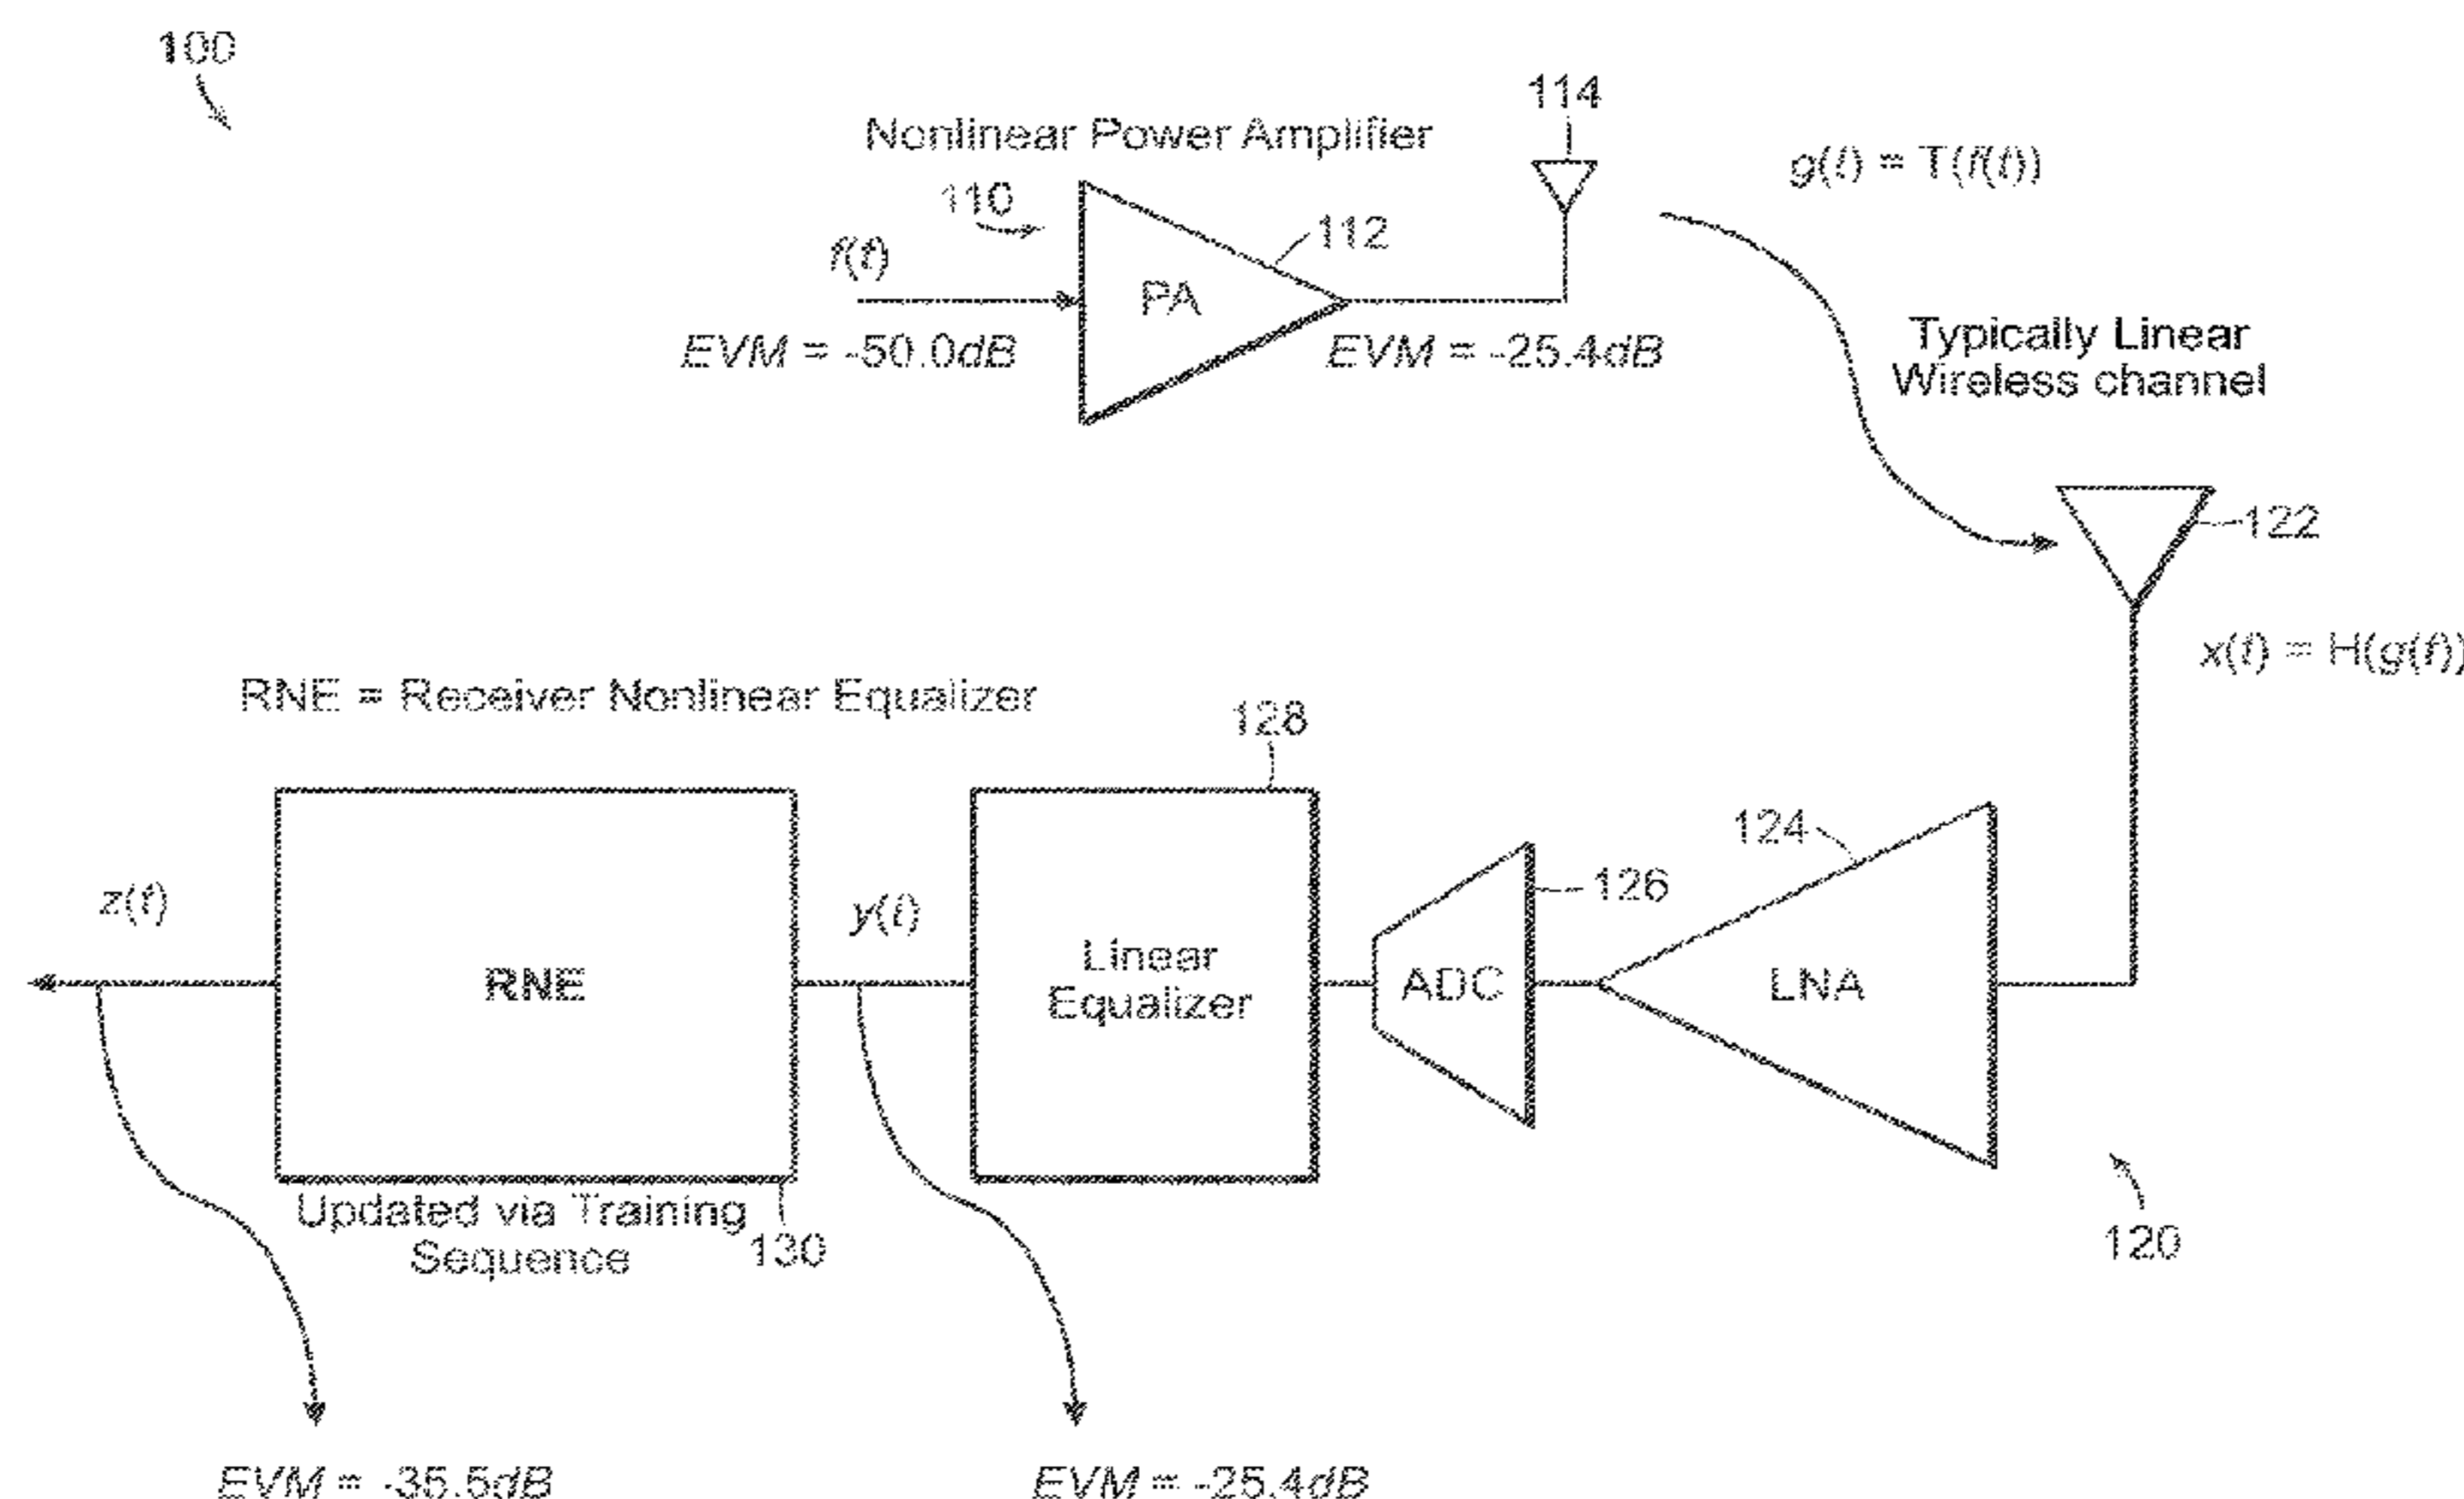 100
114
Nonlinear Power Amplifier
g(t) = T(f(t))
110
112
f(t)
PA
EVM = -50.0dB
EVM = -25.4dB
Typically Linear
Wireless channel
122
x(t) = H(g(t))
RNE = Receiver Nonlinear Equalizer
128
124
126
z(t)
y(t)
RNE
Linear
Equalizer
ADC
LNA
Updated via Training
Sequence
130
120
EVM = -35.5dB
EVM = -25.4dB